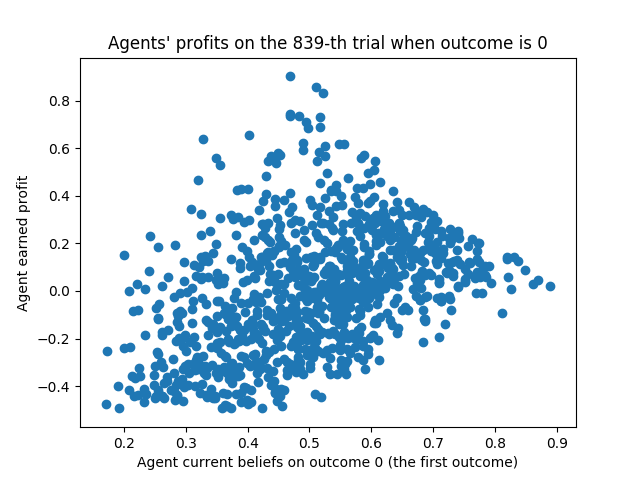 Agents' profits on the 839-th trial when outcome is 0
Agent earned profit
0.8
0.6
0.4
0.2
0.0
−0.2
−0.4
0.2 0.3 0.4 0.5 0.6 0.7 0.8 0.9
Agent current beliefs on outcome 0 (the first outcome)